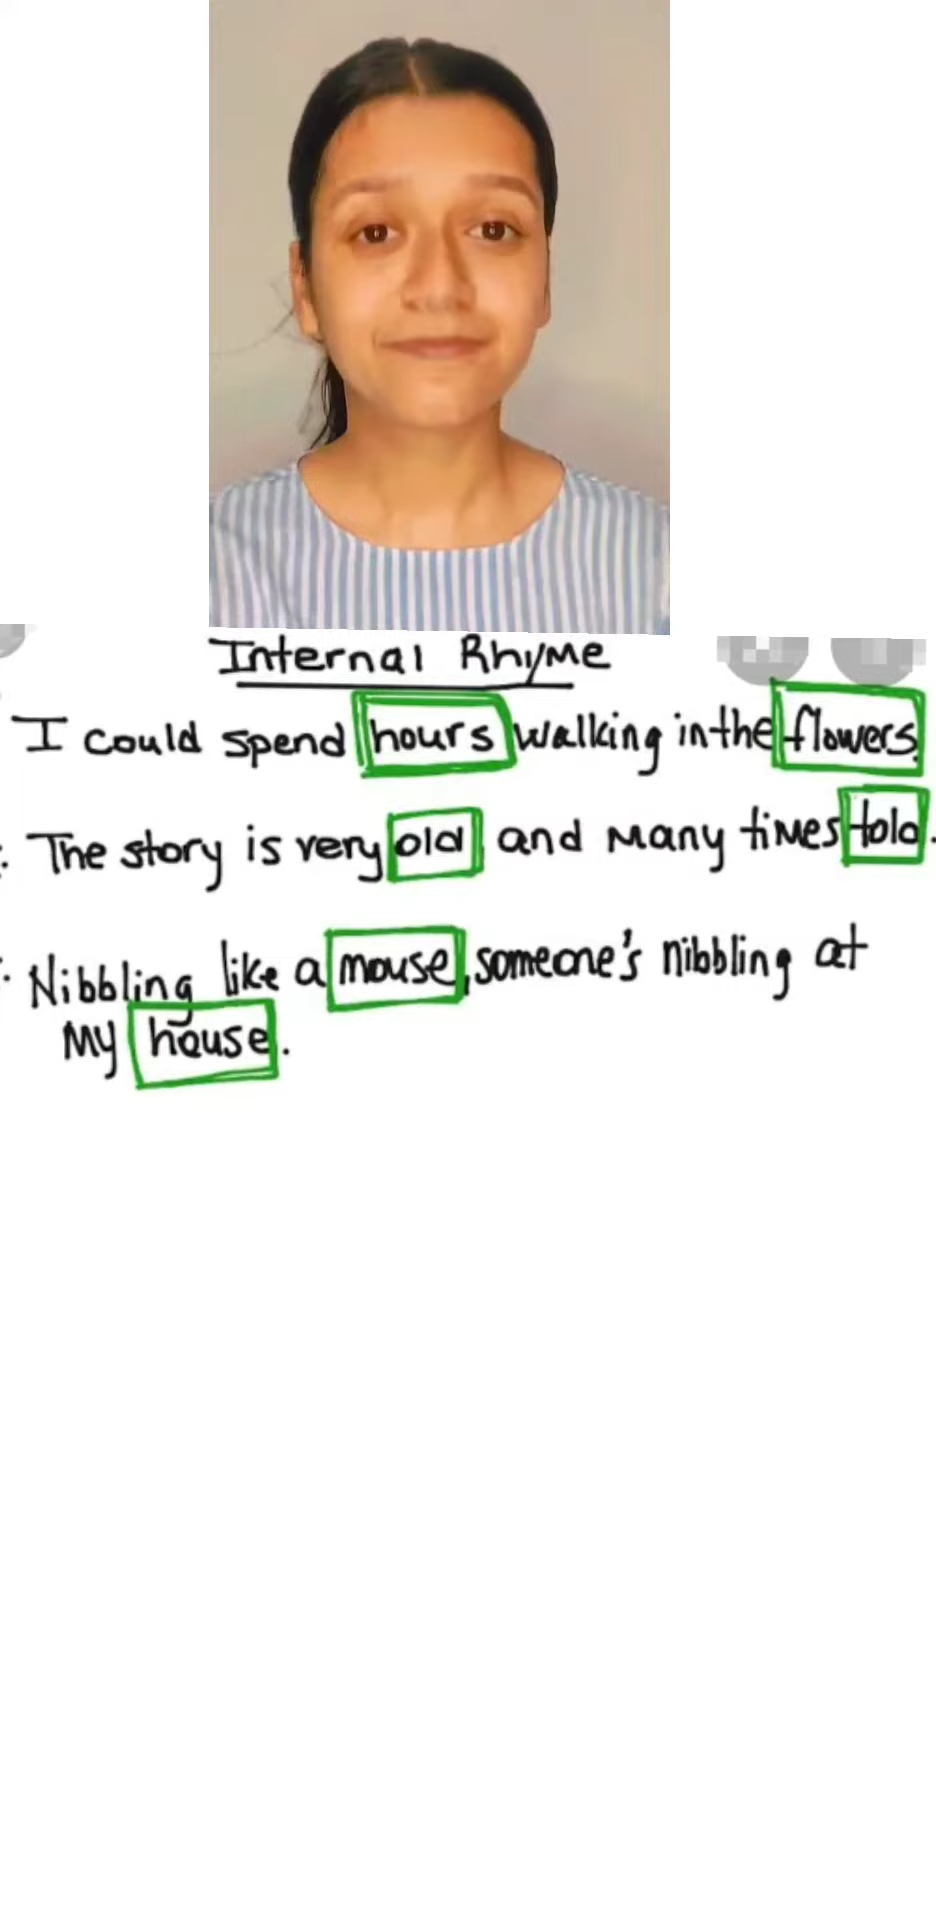 Internal Rhyme
I could spend hours walking in the flowers.
The story is very old and many times told.
Nibbling like a mouse, someone's nibbling at
my house.